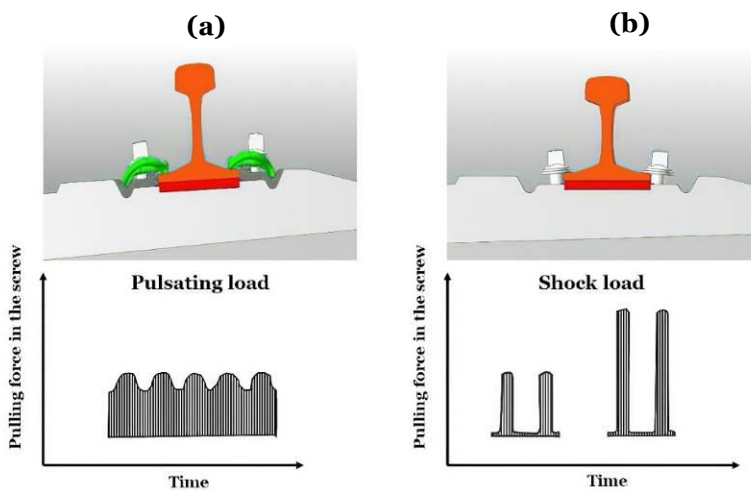 (a)
(b)
Pulsating load
Shock load
Pulling force in the screw
Time
Pulling force in the screw
Time